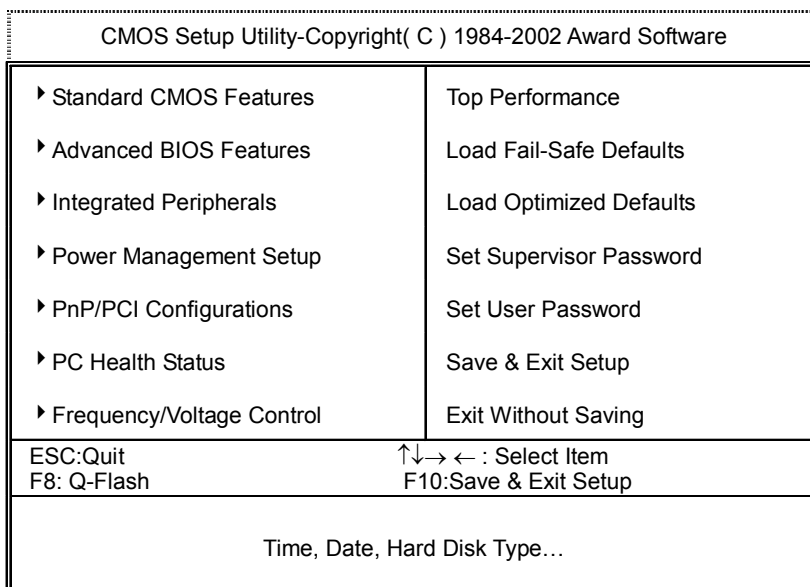 CMOS Setup Utility-Copyright( C ) 1984-2002 Award Software
Standard CMOS Features
Top Performance
Advanced BIOS Features
Load Fail-Safe Defaults
Integrated Peripherals
Load Optimized Defaults
Power Management Setup
Set Supervisor Password
PnP/PCI Configurations
Set User Password
PC Health Status
Save & Exit Setup
Frequency/Voltage Control
Exit Without Saving
ESC:Quit ↑↓→ ← : Select Item
F8: Q-Flash F10:Save & Exit Setup
Time, Date, Hard Disk Type…